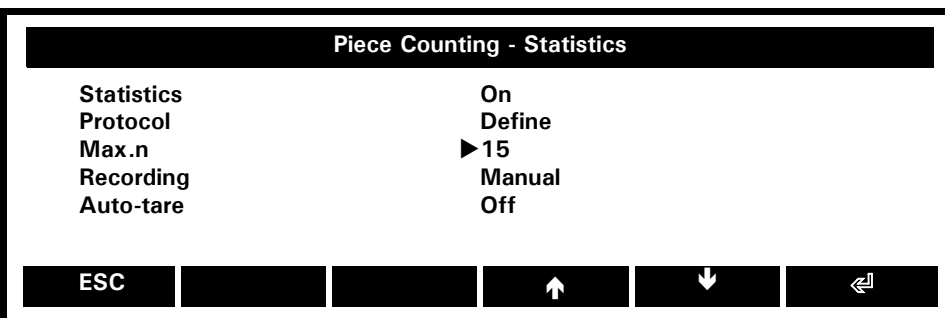 Piece Counting - Statistics
Statistics On
Protocol Define
Max.n ▶15
Recording Manual
Auto-tare Off
ESC